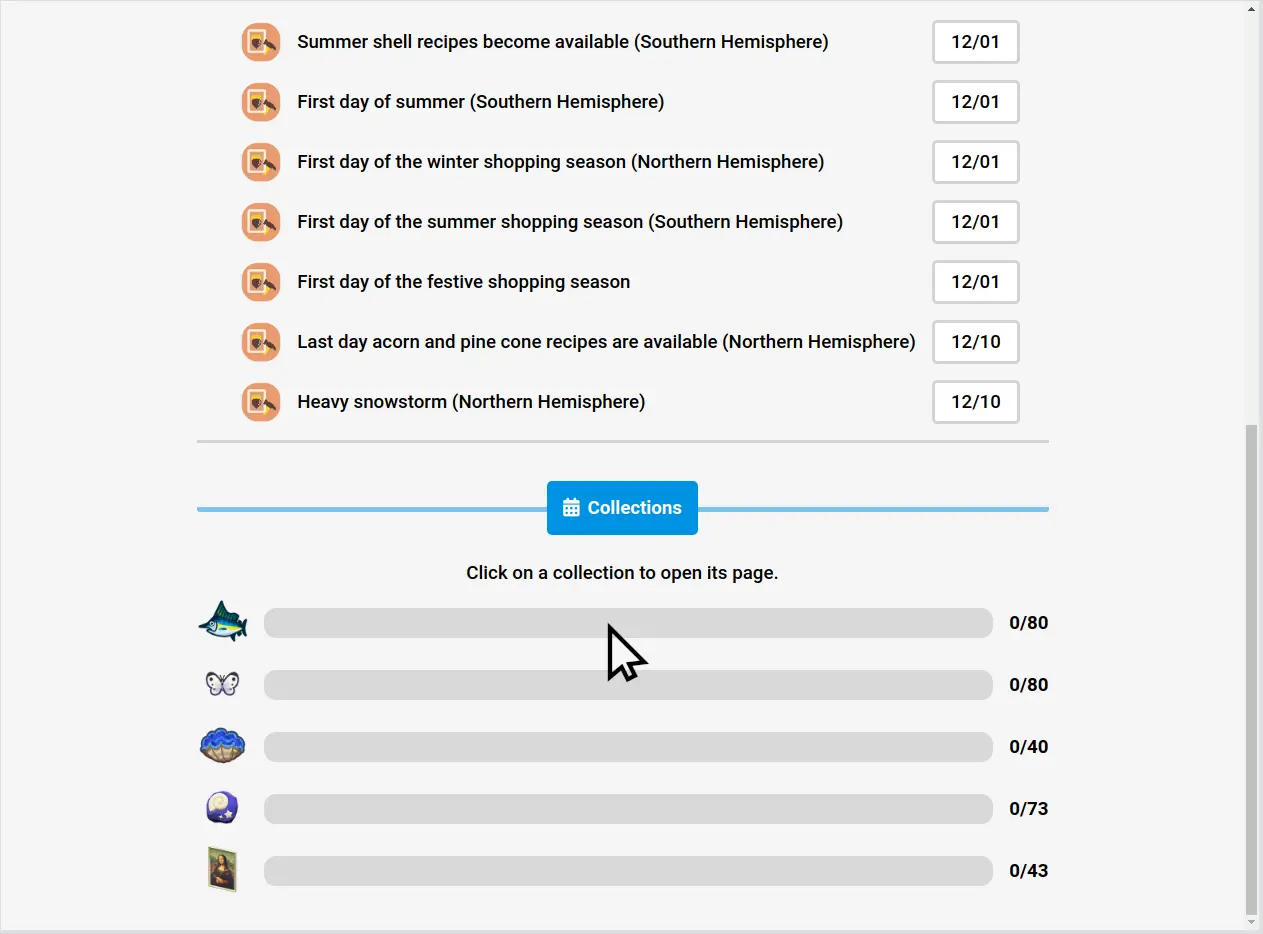 Summer shell recipes become available (Southern Hemisphere) 12/01
First day of summer (Southern Hemisphere) 12/01
First day of the winter shopping season (Northern Hemisphere) 12/01
First day of the summer shopping season (Southern Hemisphere) 12/01
First day of the festive shopping season 12/01
Last day acorn and pine cone recipes are available (Northern Hemisphere) 12/10
Heavy snowstorm (Northern Hemisphere) 12/10
Collections
Click on a collection to open its page.
0/80
0/80
0/40
0/73
0/43